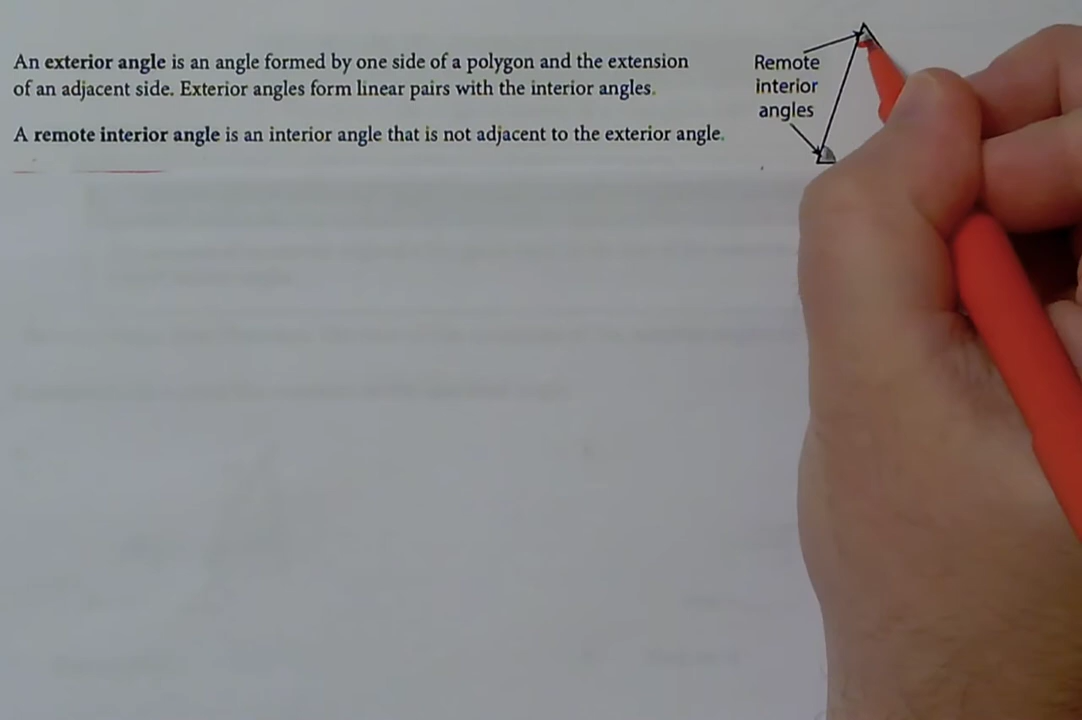 An exterior angle is an angle formed by one side of a polygon and the extension
of an adjacent side. Exterior angles form linear pairs with the interior angles.
A remote interior angle is an interior angle that is not adjacent to the exterior angle.
Remote
interior
angles